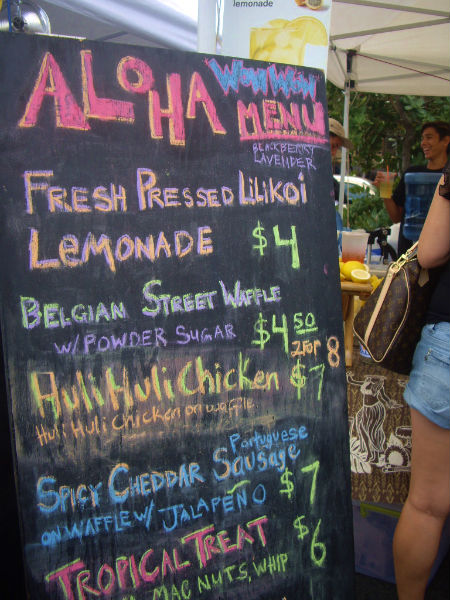 lemonade
ALOHA
WOW WOW
MENU
BLACKBERRY
LAVENDER
FRESH PRESSED LILIKOI
LEMONADE $4
BELGIAN STREET WAFFLE
W/ POWDER SUGAR $4.50
2 FOR 8
Huli Huli Chicken $7
Huli Huli Chicken on waffle.
Portuguese
SPICY CHEDDAR Sausage $7
ON WAFFLE W/ JALAPEÑO
TROPICAL TREAT $6
MAC NUTS, WHIP